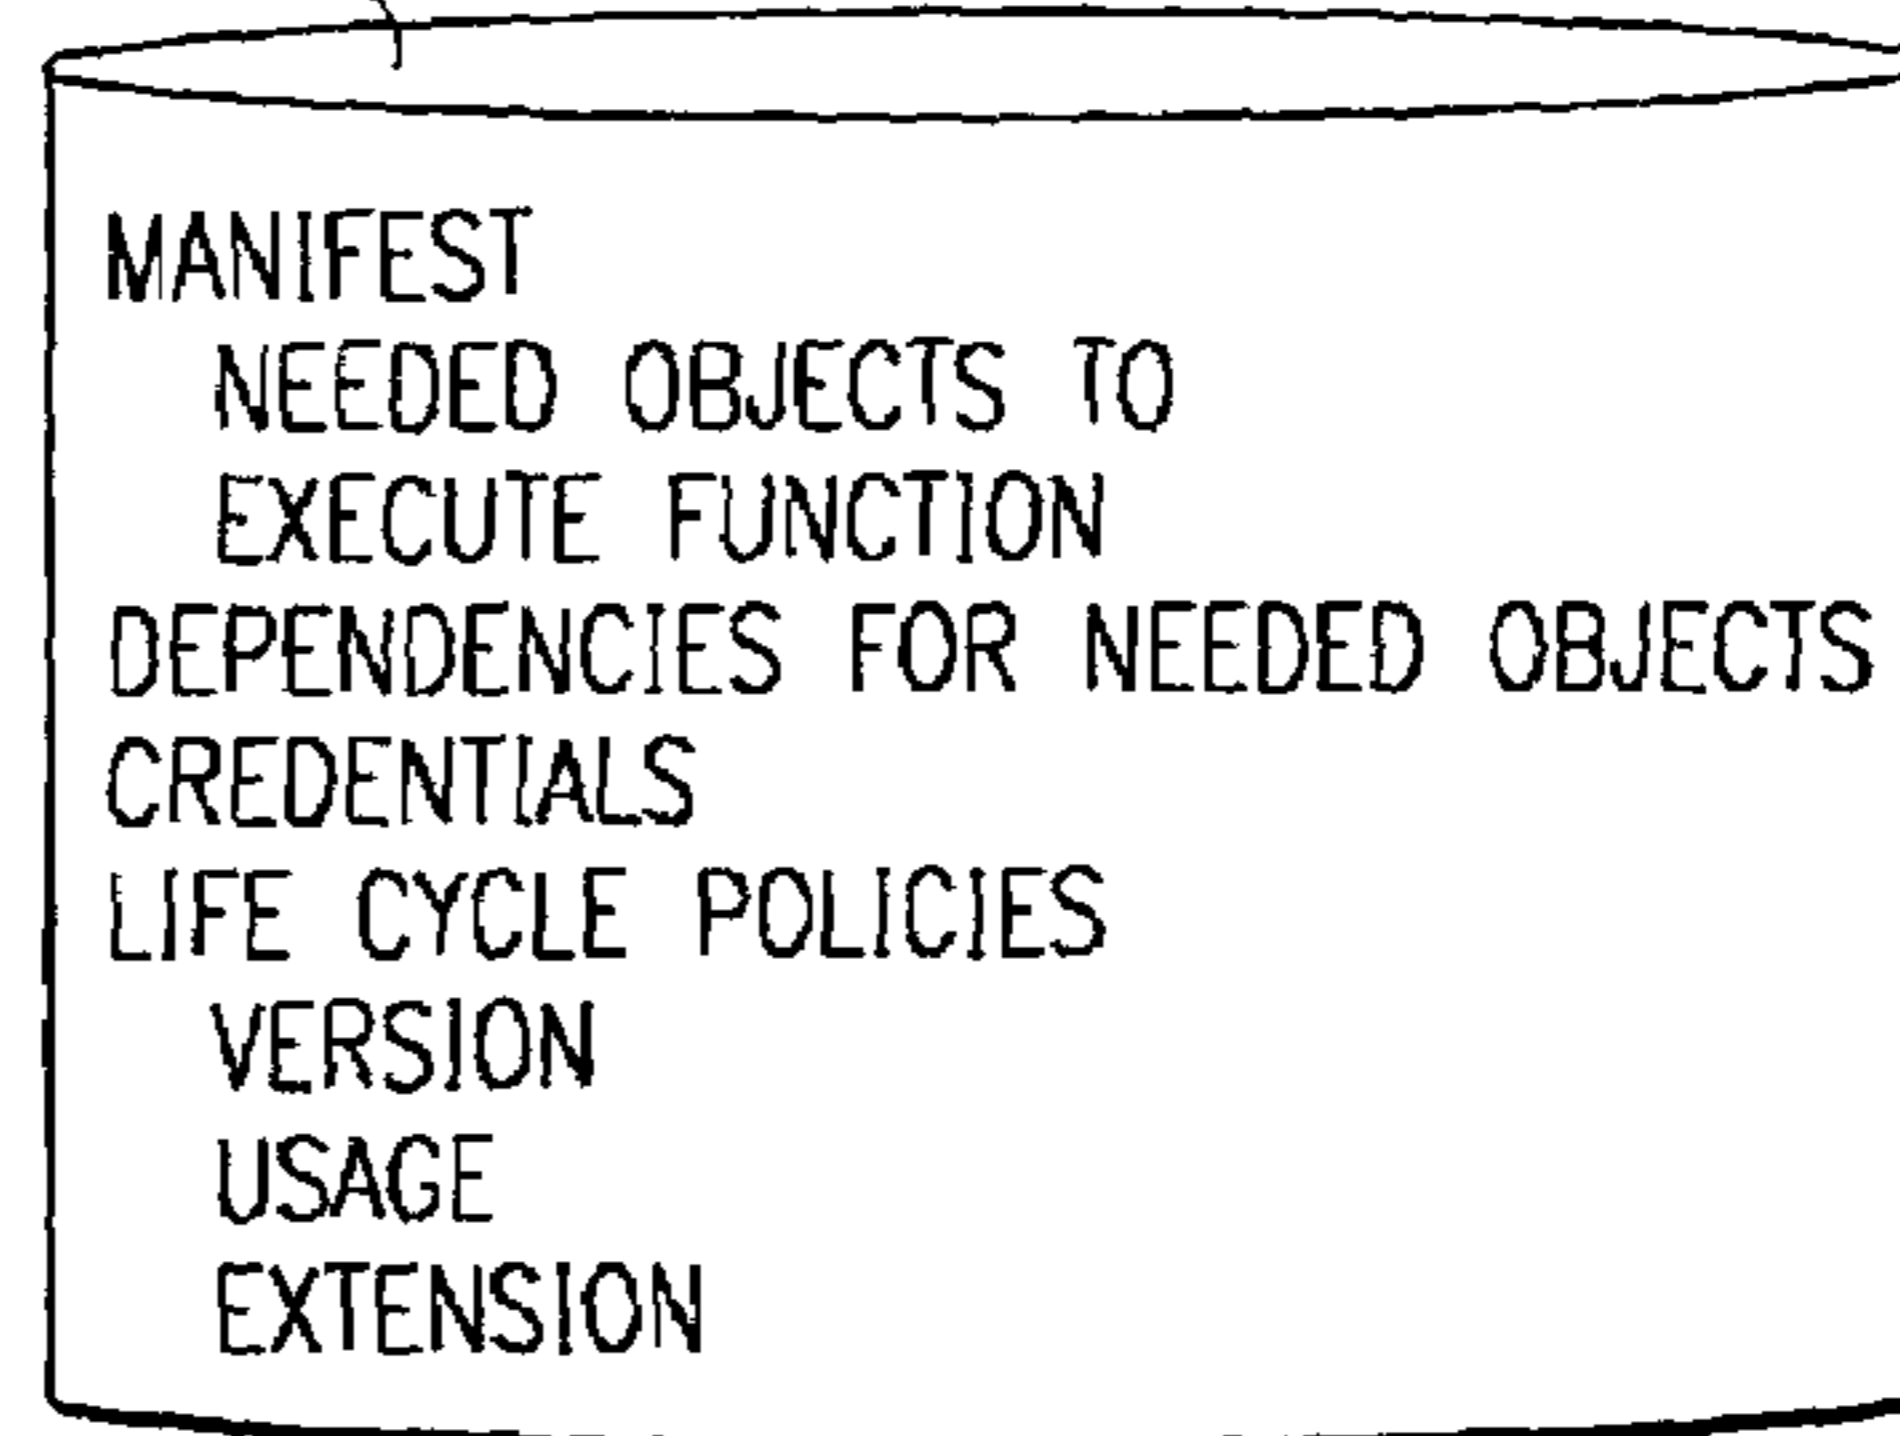 MANIFEST
NEEDED OBJECTS TO
EXECUTE FUNCTION
DEPENDENCIES FOR NEEDED OBJECTS
CREDENTIALS
LIFE CYCLE POLICIES
VERSION
USAGE
EXTENSION